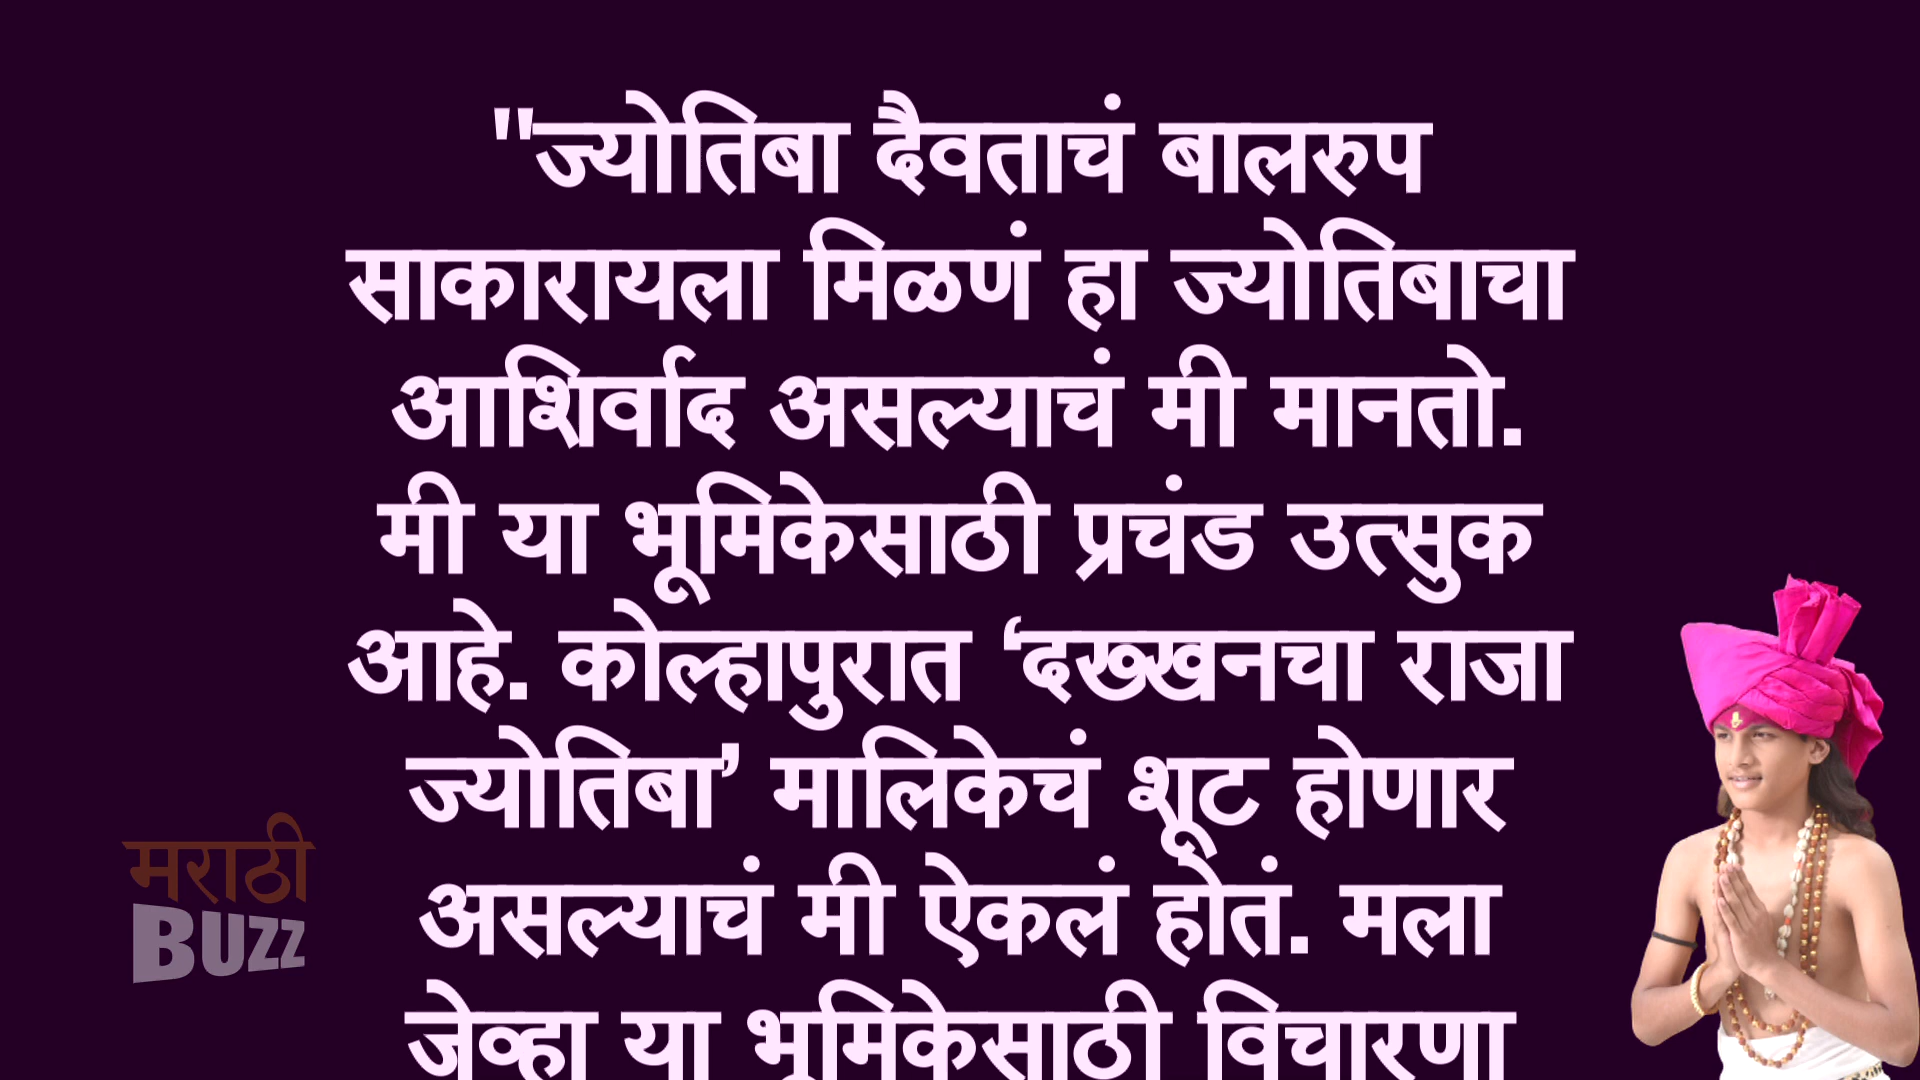 "ज्योतिबा दैवताचं बालरुप
साकारायला मिळणं हा ज्योतिबाचा
आशिर्वाद असल्याचं मी मानतो.
मी या भूमिकेसाठी प्रचंड उत्सुक
आहे. कोल्हापुरात ‘दख्खनचा राजा
ज्योतिबा’ मालिकेचं शूट होणार
असल्याचं मी ऐकलं होतं. मला
जेव्हा या भूमिकेसाठी विचारणा
मराठी
BUZZ